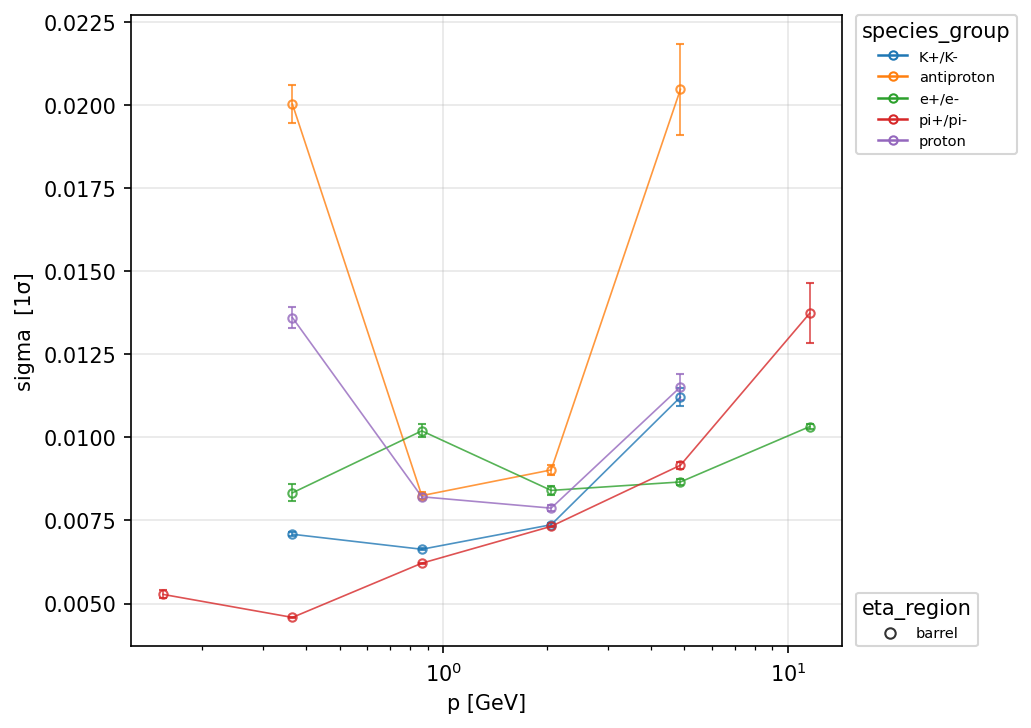 0.0225
0.0200
0.0175
0.0150
0.0125
0.0100
0.0075
0.0050
sigma  [1σ]
10⁰
10¹
p [GeV]
species_group
K+/K-
antiproton
e+/e-
pi+/pi-
proton
eta_region
barrel